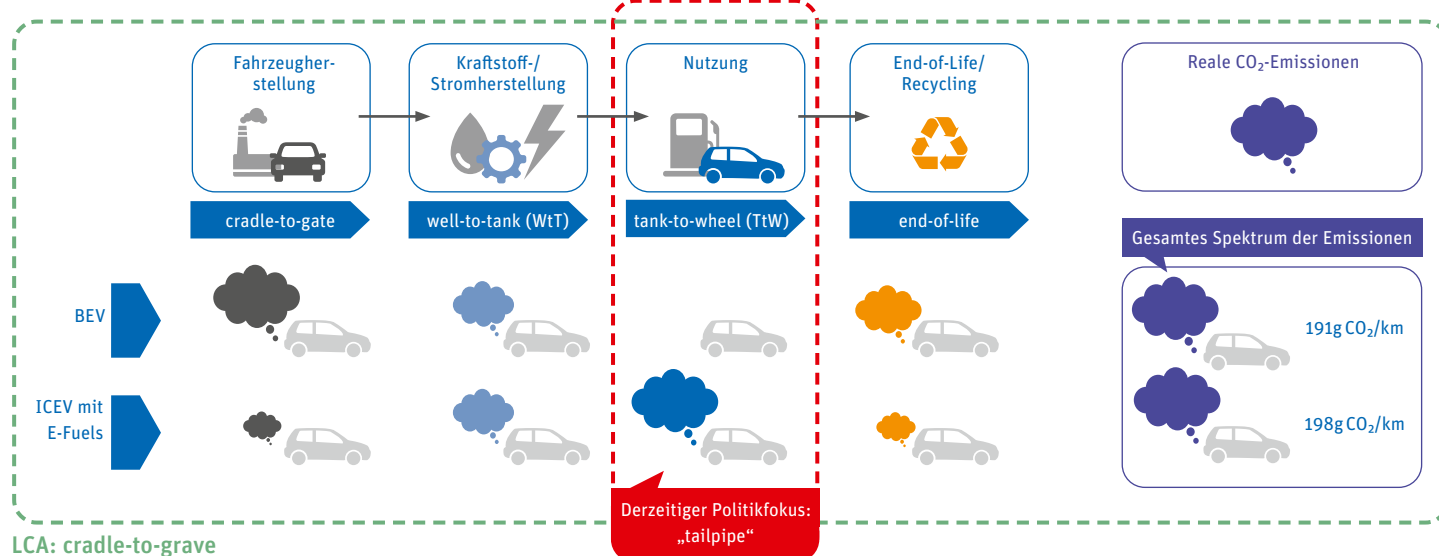 Fahrzeugher-
stellung
Kraftstoff-/
Stromherstellung
Nutzung
End-of-Life/
Recycling
Reale CO₂-Emissionen
cradle-to-gate
well-to-tank (WtT)
tank-to-wheel (TtW)
end-of-life
Gesamtes Spektrum der Emissionen
BEV
191g CO₂/km
ICEV mit
E-Fuels
198g CO₂/km
Derzeitiger Politikfokus:
„tailpipe“
LCA: cradle-to-grave